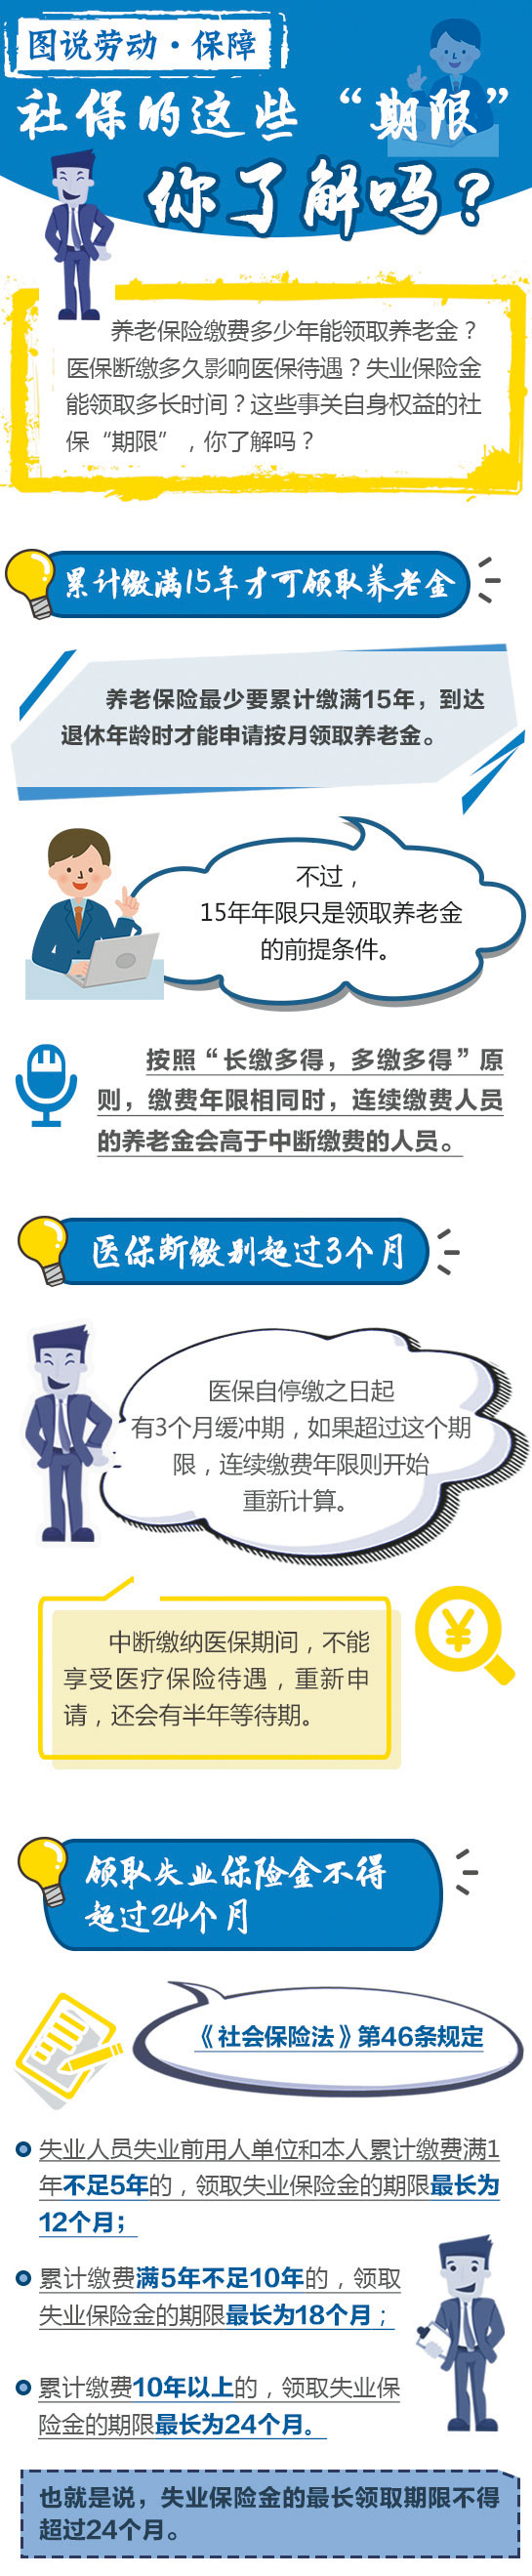 图说劳动·保障
社保的这些“期限”
你了解吗？
养老保险缴费多少年能领取养老金？
医保断缴多久影响医保待遇？失业保险金
能领取多长时间？这些事关自身权益的社
保“期限”，你了解吗？
累计缴满15年才可领取养老金
养老保险最少要累计缴满15年，到达
退休年龄时才能申请按月领取养老金。
不过，
15年年限只是领取养老金
的前提条件。
按照“长缴多得，多缴多得”原
则，缴费年限相同时，连续缴费人员
的养老金会高于中断缴费的人员。
医保断缴别超过3个月
医保自停缴之日起
有3个月缓冲期，如果超过这个期
限，连续缴费年限则开始
重新计算。
中断缴纳医保期间，不能
享受医疗保险待遇，重新申
请，还会有半年等待期。
领取失业保险金不得
超过24个月
《社会保险法》第46条规定
失业人员失业前用人单位和本人累计缴费满1
年不足5年的，领取失业保险金的期限最长为
12个月；
累计缴费满5年不足10年的，领取
失业保险金的期限最长为18个月；
累计缴费10年以上的，领取失业保
险金的期限最长为24个月。
也就是说，失业保险金的最长领取期限不得
超过24个月。